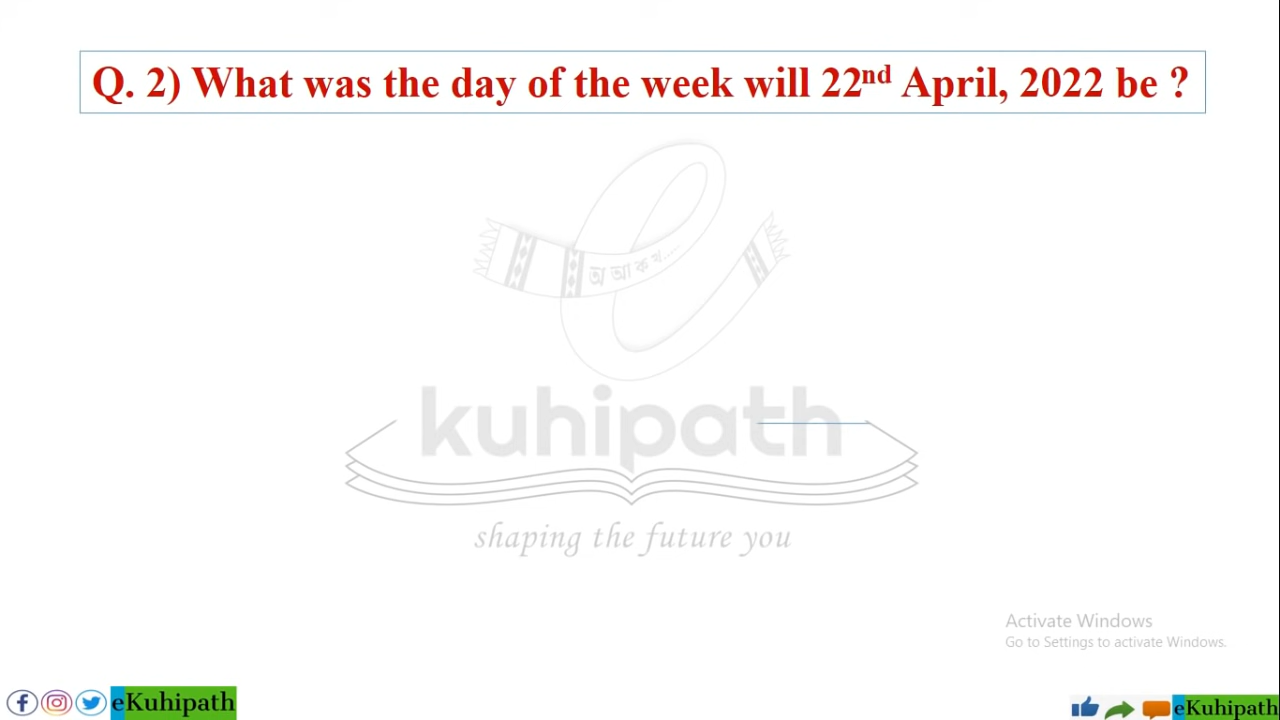 Q. 2) What was the day of the week will 22nd April, 2022 be ?
অ আ ক খ....
kuhipath
shaping the future you
Activate Windows
Go to Settings to activate Windows.
eKuhipath
eKuhipath